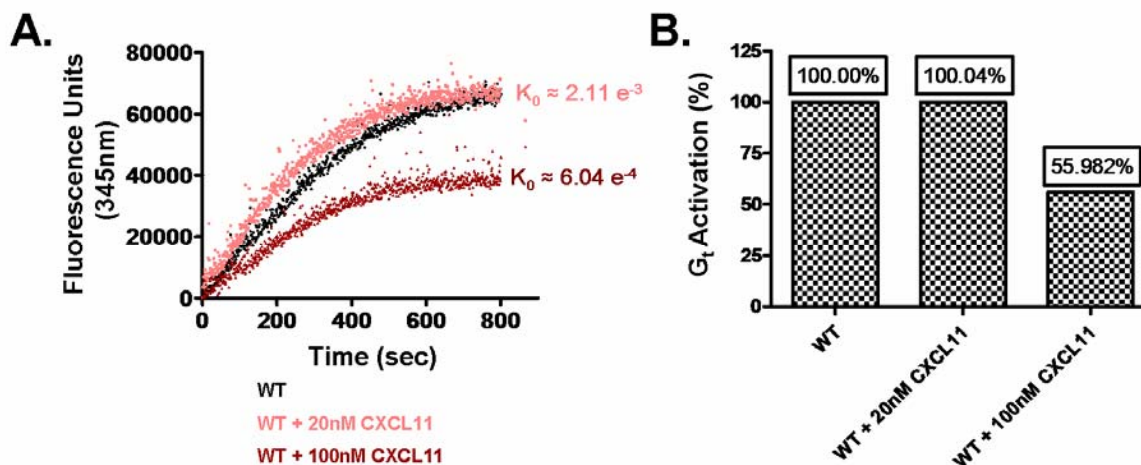 A.
Fluorescence Units
(345nm)
80000
60000
40000
20000
0
0 200 400 600 800
Time (sec)
K₀ ≈ 2.11 e⁻³
K₀ ≈ 6.04 e⁻⁴
WT
WT + 20nM CXCL11
WT + 100nM CXCL11
B.
Gₜ Activation (%)
125
100
75
50
25
0
100.00%
100.04%
55.982%
WT
WT + 20nM CXCL11
WT + 100nM CXCL11